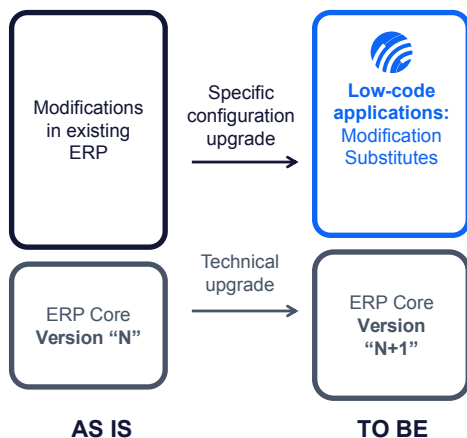 Modifications
in existing
ERP
Specific
configuration
upgrade
Low-code
applications:
Modification
Substitutes
ERP Core
Version “N”
Technical
upgrade
ERP Core
Version
“N+1”
AS IS
TO BE